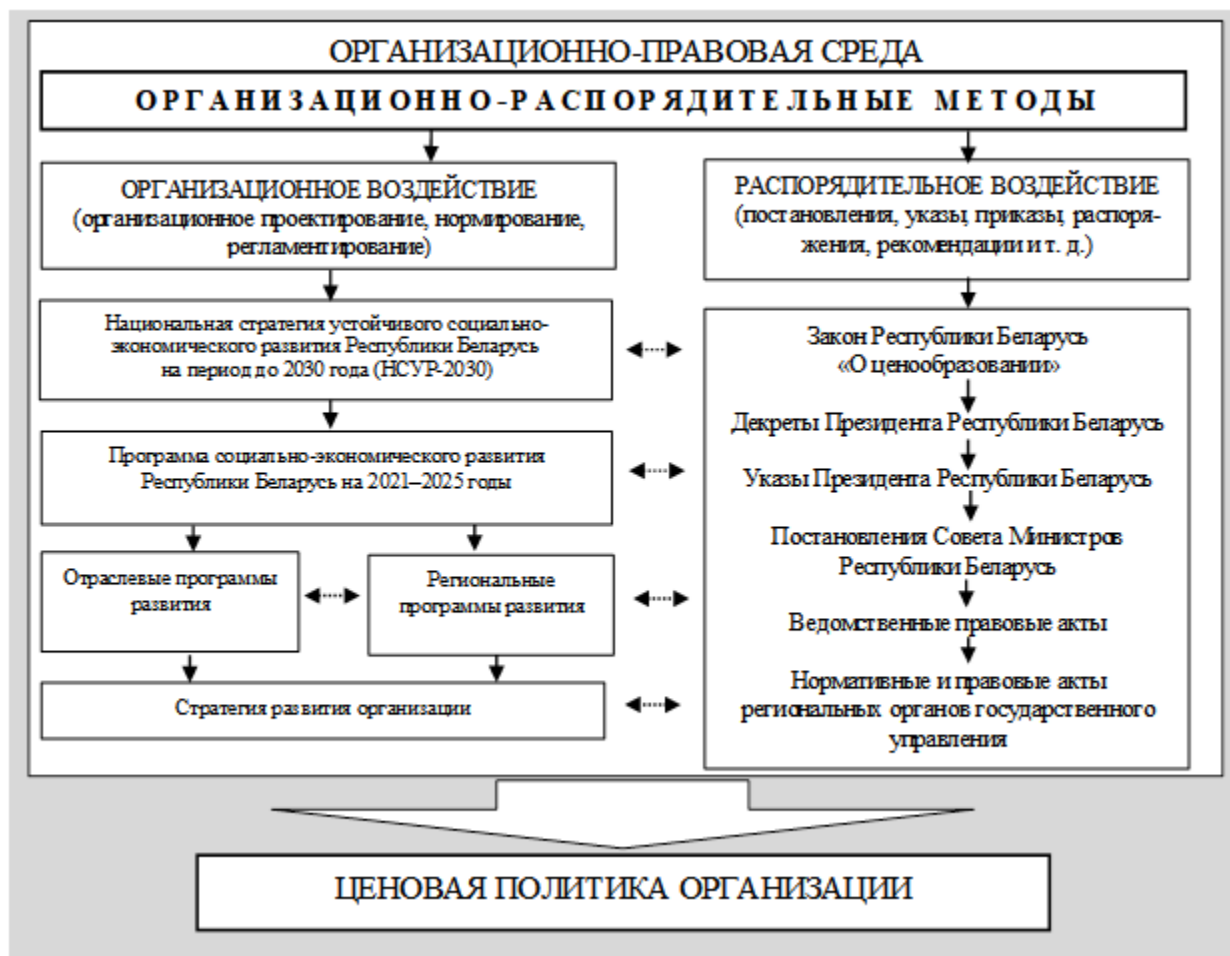 ОРГАНИЗАЦИОННО-ПРАВОВАЯ СРЕДА
ОРГАНИЗАЦИОННО-РАСПОРЯДИТЕЛЬНЫЕ МЕТОДЫ
ОРГАНИЗАЦИОННОЕ ВОЗДЕЙСТВИЕ
(организационное проектирование, нормирование,
регламентирование)
РАСПОРЯДИТЕЛЬНОЕ ВОЗДЕЙСТВИЕ
(постановления, указы, приказы, распоря-
жения, рекомендации и т. д.)
Национальная стратегия устойчивого социально-
экономического развития Республики Беларусь
на период до 2030 года (НСУР-2030)
Программа социально-экономического развития
Республики Беларусь на 2021–2025 годы
Отраслевые программы
развития
Региональные
программы развития
Стратегия развития организации
Закон Республики Беларусь
«О ценообразовании»
Декреты Президента Республики Беларусь
Указы Президента Республики Беларусь
Постановления Совета Министров
Республики Беларусь
Ведомственные правовые акты
Нормативные и правовые акты
региональных органов государственного
управления
ЦЕНОВАЯ ПОЛИТИКА ОРГАНИЗАЦИИ